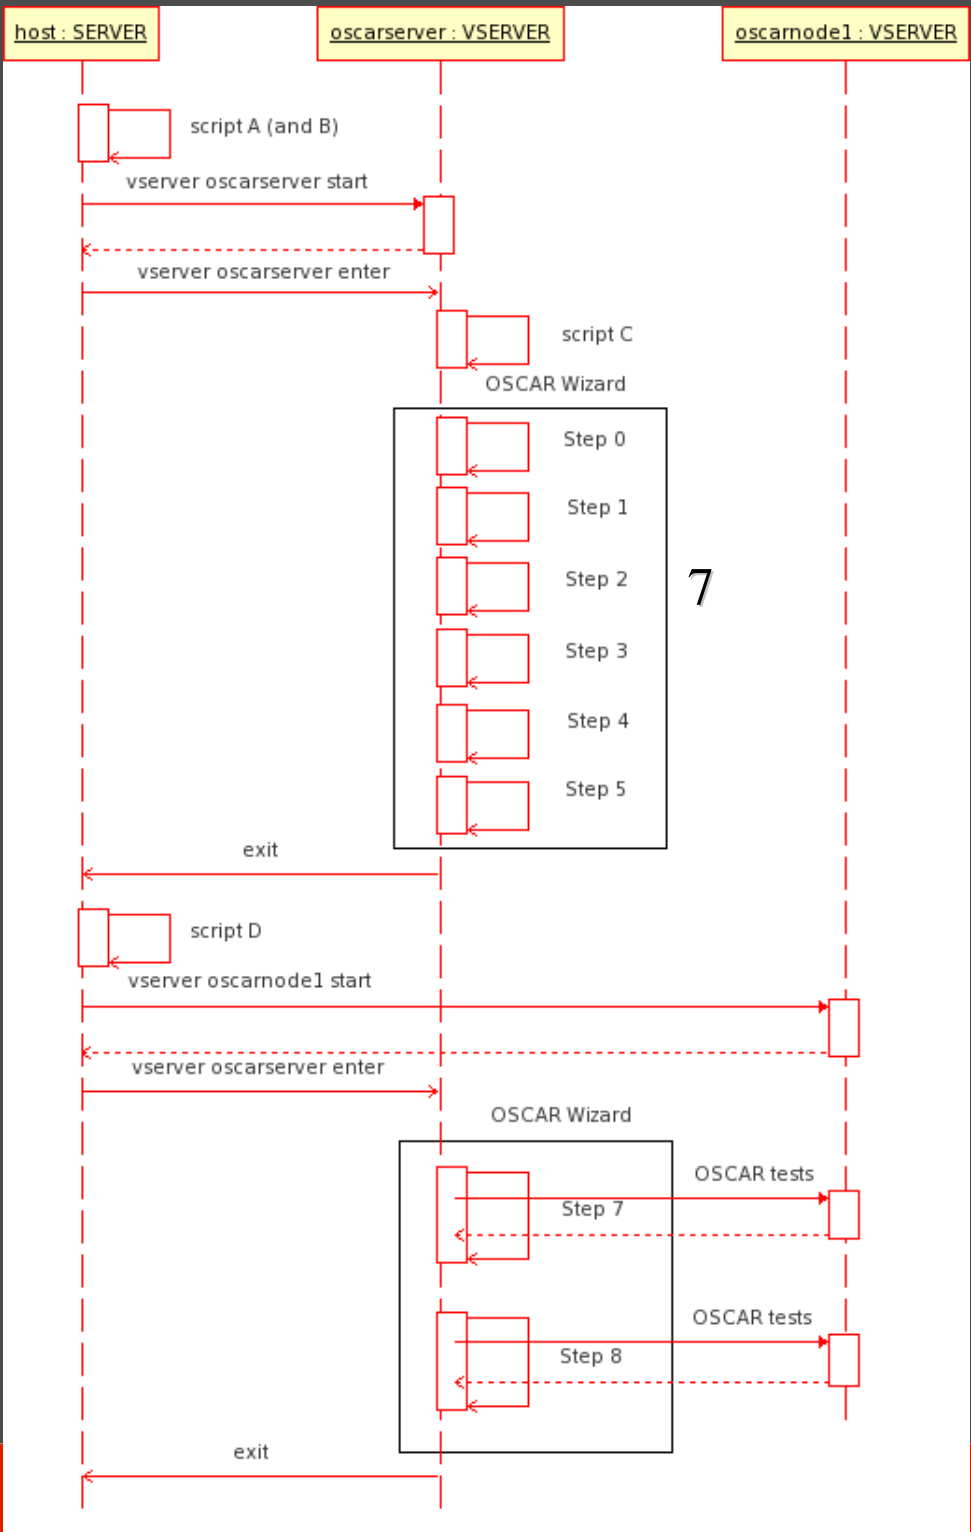 host : SERVER
oscarserver : VSERVER
oscarnode1 : VSERVER
script A (and B)
vserver oscarserver start
vserver oscarserver enter
script C
OSCAR Wizard
Step 0
Step 1
Step 2
7
Step 3
Step 4
Step 5
exit
script D
vserver oscarnode1 start
vserver oscarserver enter
OSCAR Wizard
OSCAR tests
Step 7
OSCAR tests
Step 8
exit